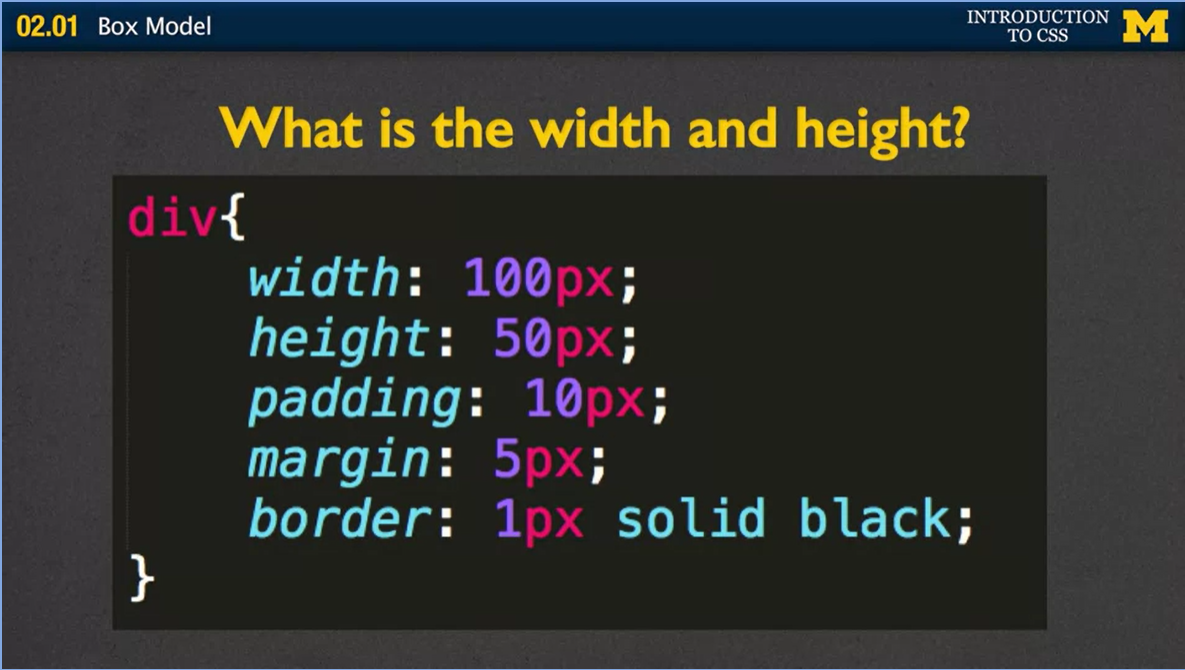 02.01 Box Model
INTRODUCTION
TO CSS
M
What is the width and height?
div{
width: 100px;
height: 50px;
padding: 10px;
margin: 5px;
border: 1px solid black;
}